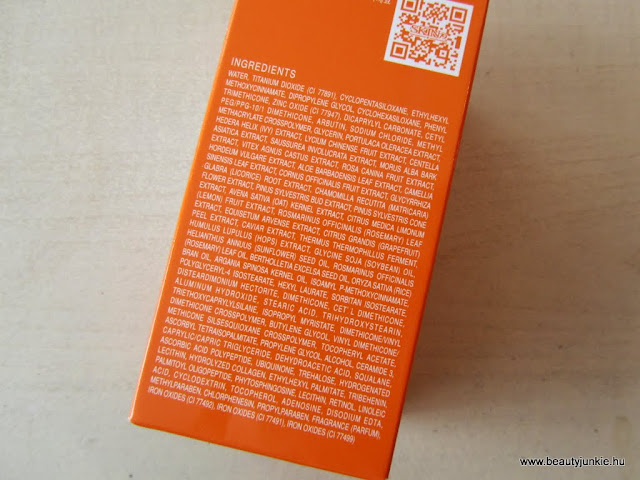 Skin79
INGREDIENTS
WATER, TITANIUM DIOXIDE (CI 77891), CYCLOPENTASILOXANE, ETHYLHEXYL
METHOXYCINNAMATE, DIPROPYLENE GLYCOL, CYCLOHEXASILOXANE, PHENYL
TRIMETHICONE, ZINC OXIDE (CI 77947), DICAPRYLYL CARBONATE, CETYL
PEG/PPG-10/1 DIMETHICONE, ARBUTIN, SODIUM CHLORIDE, METHYL
METHACRYLATE CROSSPOLYMER, GLYCERIN, PORTULACA OLERACEA EXTRACT,
HEDERA HELIX (IVY) EXTRACT, LYCIUM CHINENSE FRUIT EXTRACT, CENTELLA
ASIATICA EXTRACT, SAUSSUREA INVOLUCRATA EXTRACT, MORUS ALBA BARK
EXTRACT, VITEX AGNUS CASTUS EXTRACT, ROSA CANINA FRUIT EXTRACT,
HORDEUM VULGARE EXTRACT, ALOE BARBADENSIS LEAF EXTRACT, CAMELLIA
SINENSIS LEAF EXTRACT, CORNUS OFFICINALIS FRUIT EXTRACT, GLYCYRRHIZA
GLABRA (LICORICE) ROOT EXTRACT, CHAMOMILLA RECUTITA (MATRICARIA)
FLOWER EXTRACT, PINUS SYLVESTRIS BUD EXTRACT, PINUS SYLVESTRIS CONE
EXTRACT, AVENA SATIVA (OAT) KERNEL EXTRACT, CITRUS MEDICA LIMONUM
(LEMON) FRUIT EXTRACT, ROSMARINUS OFFICINALIS (ROSEMARY) LEAF
EXTRACT, EQUISETUM ARVENSE EXTRACT, CITRUS GRANDIS (GRAPEFRUIT)
PEEL EXTRACT, CAVIAR EXTRACT, THERMUS THERMOPHILLUS FERMENT,
HUMULUS LUPULUS (HOPS) EXTRACT, GLYCINE SOJA (SOYBEAN) OIL,
HELIANTHUS ANNUUS (SUNFLOWER) SEED OIL, ROSMARINUS OFFICINALIS
(ROSEMARY) LEAF OIL, BERTHOLLETIA EXCELSA SEED OIL, ORYZA SATIVA (RICE)
BRAN OIL, ARGANIA SPINOSA KERNEL OIL, ISOAMYL P-METHOXYCINNAMATE
POLYGLYCERYL-4 ISOSTEARATE, HEXYL LAURATE, SORBITAN ISOSTEARATE
DISTEARDIMONIUM HECTORITE, DIMETHICONE, CETYL DIMETHICONE,
ALUMINUM HYDROXIDE, STEARIC ACID, TRIHYDROXYSTEARIN,
TRIETHOXYCAPRYLYLSILANE, ISOPROPYL MYRISTATE, DIMETHICONE/VINYL
DIMETHICONE CROSSPOLYMER, BUTYLENE GLYCOL, VINYL DIMETHICONE/
METHICONE SILSESQUIOXANE CROSSPOLYMER, TOCOPHERYL ACETATE,
ASCORBYL TETRAISOPALMITATE, PROPYLENE GLYCOL, ALCOHOL, CERAMIDE 3,
CAPRYLIC/CAPRIC TRIGLYCERIDE, DEHYDROACETIC ACID, SQUALANE,
ASCORBIC ACID POLYPEPTIDE, UBIQUINONE, TREHALOSE, HYDROGENATED
LECITHIN, HYDROLYZED COLLAGEN, ETHYLHEXYL PALMITATE, TRIBEHENIN,
PALMITOYL OLIGOPEPTIDE, PHYTOSPHINGOSINE, LECITHIN, RETINOL, LINOLEIC
ACID, CYCLODEXTRIN, TOCOPHEROL, ADENOSINE, DISODIUM EDTA,
METHYLPARABEN, CHLORPHENESIN, PROPYLPARABEN, FRAGRANCE (PARFUM),
IRON OXIDES (CI 77492), IRON OXIDES (CI 77491), IRON OXIDES (CI 77499)
www.beautyjunkie.hu